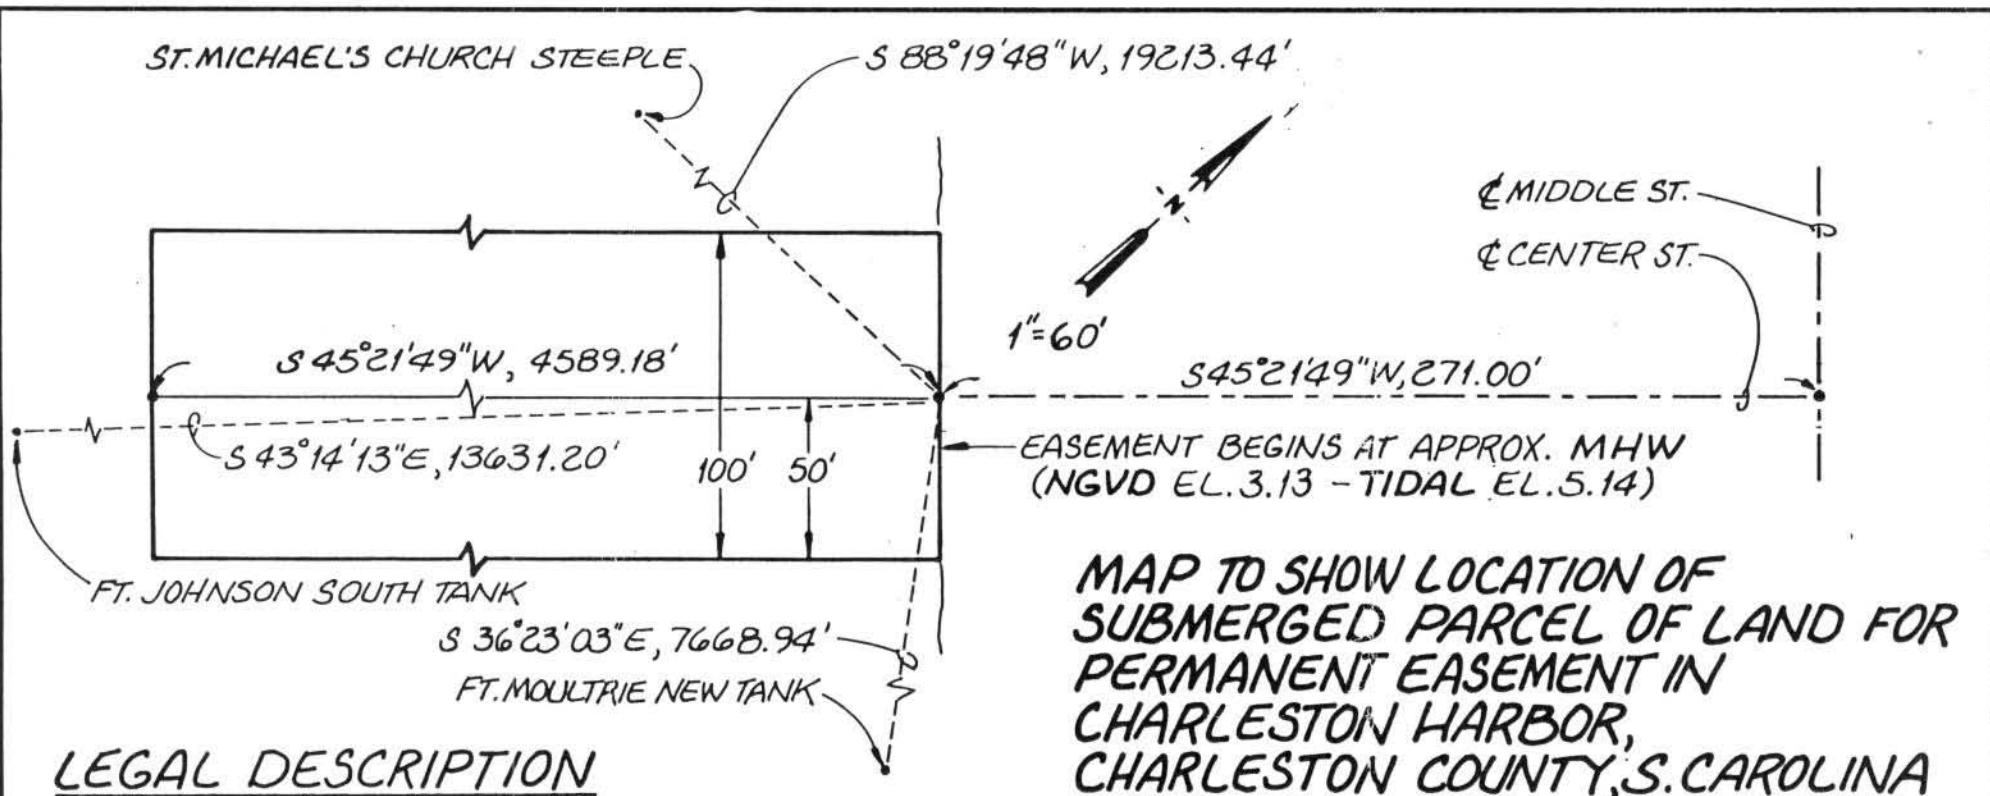 ST. MICHAEL'S CHURCH STEEPLE
S 88°19'48"W, 19213.44'
℄ MIDDLE ST.
℄ CENTER ST.
N
1"=60'
S 45°21'49"W, 4589.18'
S45°21'49"W, 271.00'
S 43°14'13"E, 13631.20'
100'
50'
EASEMENT BEGINS AT APPROX. MHW
(NGVD EL. 3.13 - TIDAL EL. 5.14)
FT. JOHNSON SOUTH TANK
S 36°23'03"E, 7668.94'
FT. MOULTRIE NEW TANK
MAP TO SHOW LOCATION OF
SUBMERGED PARCEL OF LAND FOR
PERMANENT EASEMENT IN
CHARLESTON HARBOR,
CHARLESTON COUNTY, S. CAROLINA
LEGAL DESCRIPTION